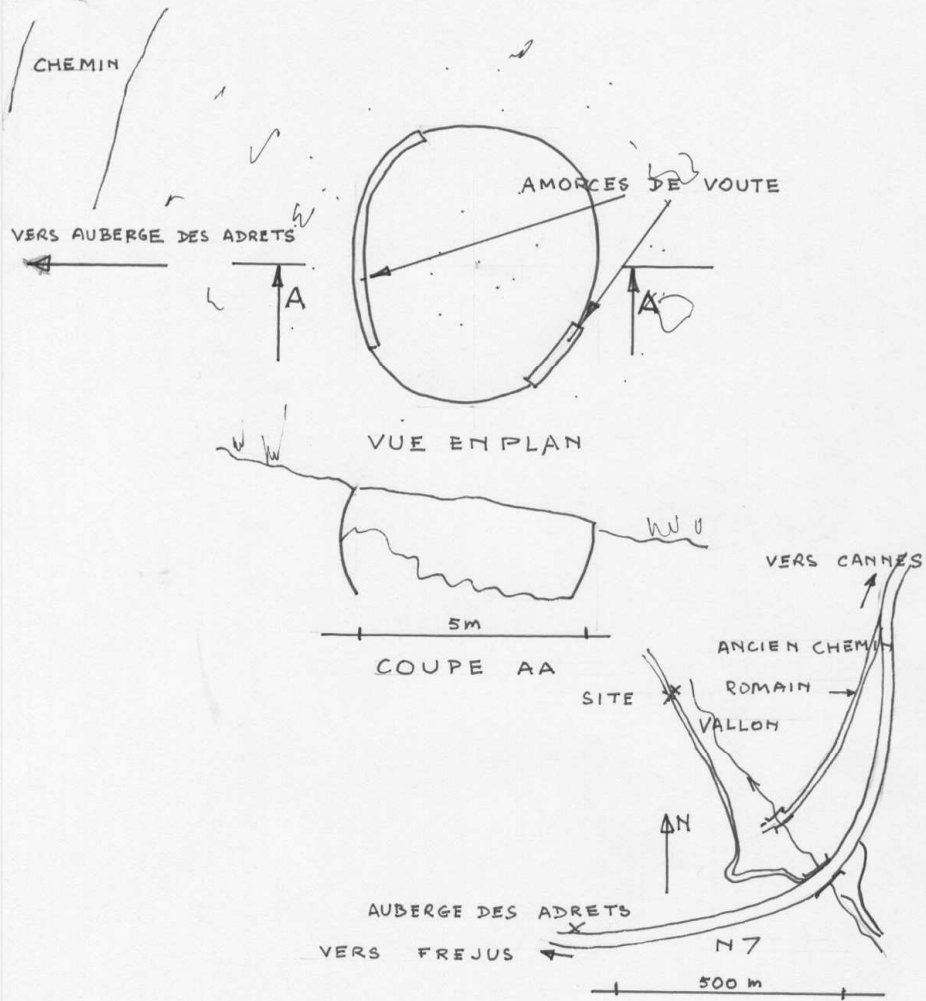 CHEMIN
AMORCES DE VOUTE
VERS AUBERGE DES ADRETS
A
A
VUE EN PLAN
VERS CANNES
5m
ANCIEN CHEMIN
COUPE AA
ROMAIN
SITE
VALLON
N
AUBERGE DES ADRETS
N7
VERS FREJUS
500 m